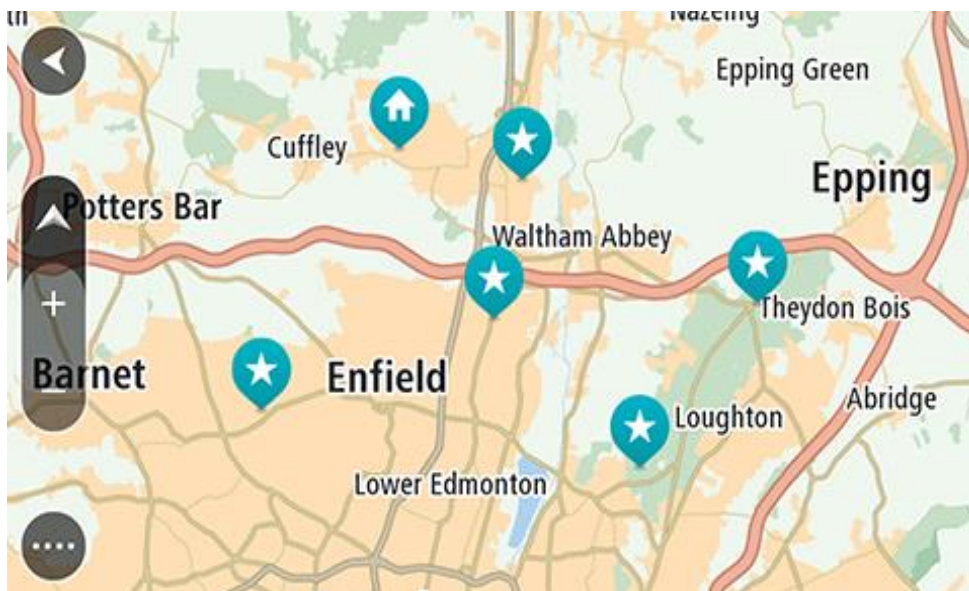 Nazeing
Epping Green
Cuffley
Epping
Potters Bar
Waltham Abbey
Theydon Bois
Barnet
Enfield
Abridge
Loughton
Lower Edmonton